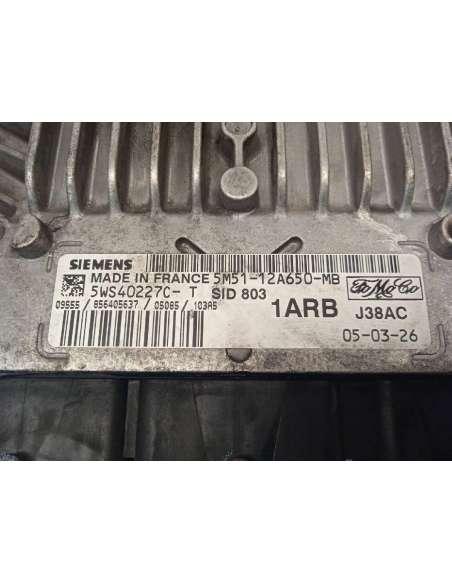 SIEMENS
MADE IN FRANCE 5M51-12A650-MB
5WS40227C- T SID 803
09555 / 856405637 / 05085 / 103A5
1ARB
FoMoCo
J38AC
05-03-26